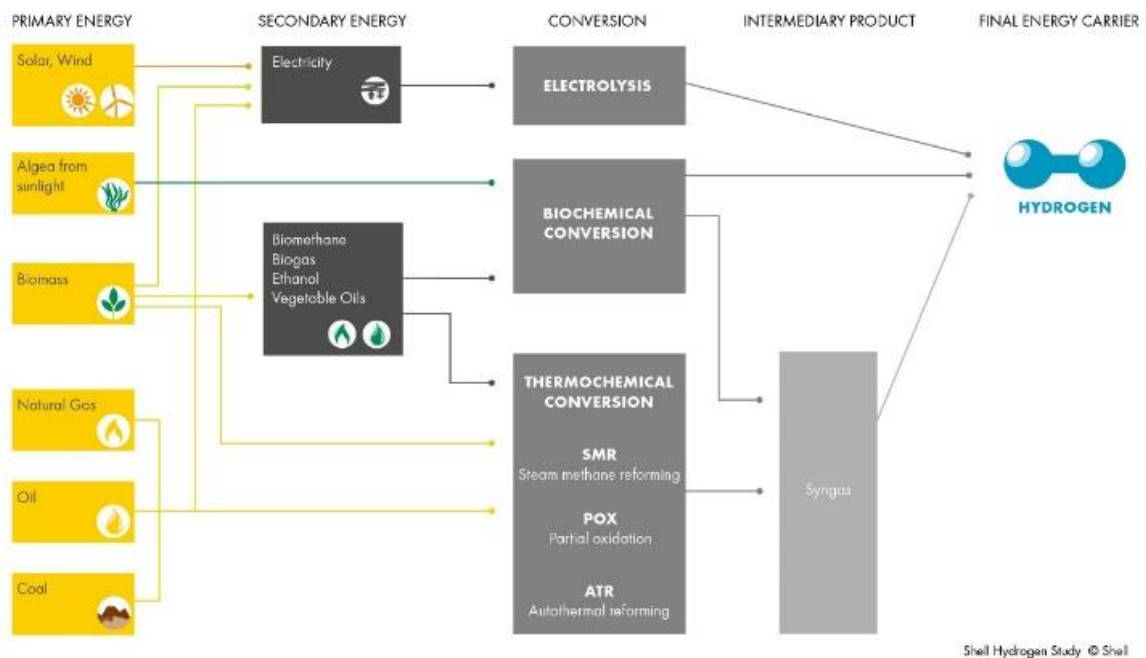 PRIMARY ENERGY
SECONDARY ENERGY
CONVERSION
INTERMEDIARY PRODUCT
FINAL ENERGY CARRIER
Solar, Wind
Electricity
ELECTROLYSIS
Algea from
sunlight
BIOCHEMICAL
CONVERSION
HYDROGEN
Biomass
Biomethane
Biogas
Ethanol
Vegetable Oils
Natural Gas
THERMOCHEMICAL
CONVERSION
SMR
Steam methane reforming
Oil
POX
Partial oxidation
Syngas
Coal
ATR
Autothermal reforming
Shell Hydrogen Study © Shell